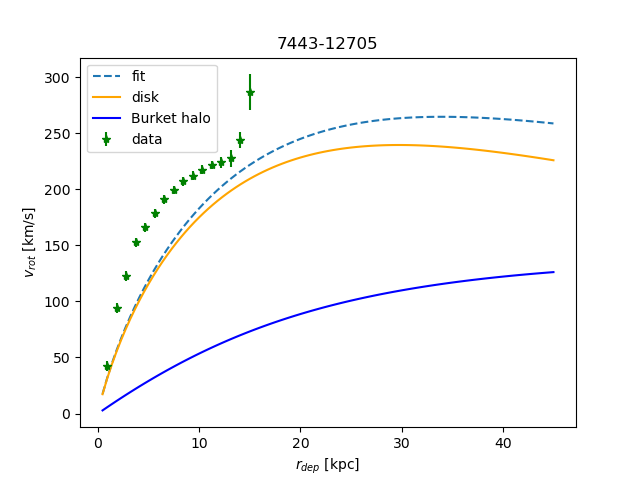 7443-12705
fit
disk
Burket halo
data
300
250
200
150
100
50
0
v_rot [km/s]
0 10 20 30 40
r_dep [kpc]